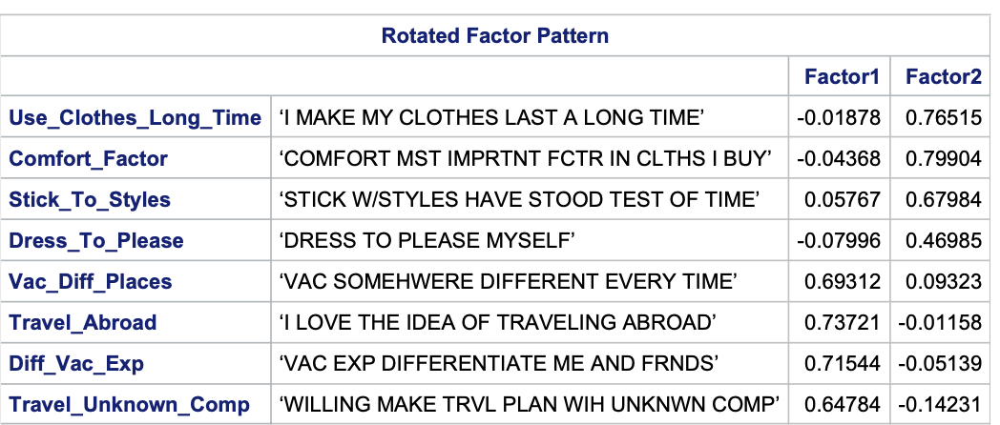 Rotated Factor Pattern
Factor1 Factor2
Use_Clothes_Long_Time ‘I MAKE MY CLOTHES LAST A LONG TIME’ -0.01878 0.76515
Comfort_Factor ‘COMFORT MST IMPRTNT FCTR IN CLTHS I BUY’ -0.04368 0.79904
Stick_To_Styles ‘STICK W/STYLES HAVE STOOD TEST OF TIME’ 0.05767 0.67984
Dress_To_Please ‘DRESS TO PLEASE MYSELF’ -0.07996 0.46985
Vac_Diff_Places ‘VAC SOMEHWERE DIFFERENT EVERY TIME’ 0.69312 0.09323
Travel_Abroad ‘I LOVE THE IDEA OF TRAVELING ABROAD’ 0.73721 -0.01158
Diff_Vac_Exp ‘VAC EXP DIFFERENTIATE ME AND FRNDS’ 0.71544 -0.05139
Travel_Unknown_Comp ‘WILLING MAKE TRVL PLAN WIH UNKNWN COMP’ 0.64784 -0.14231